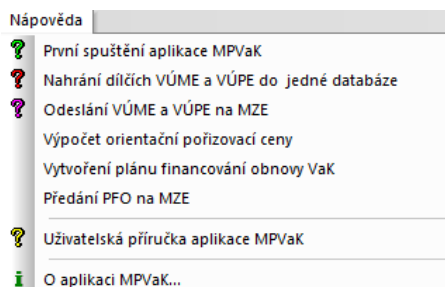 Nápověda
První spuštění aplikace MPVaK
Nahrání dílčích VÚME a VÚPE do jedné databáze
Odeslání VÚME a VÚPE na MZE
Výpočet orientační pořizovací ceny
Vytvoření plánu financování obnovy VaK
Předání PFO na MZE
Uživatelská příručka aplikace MPVaK
O aplikaci MPVaK...